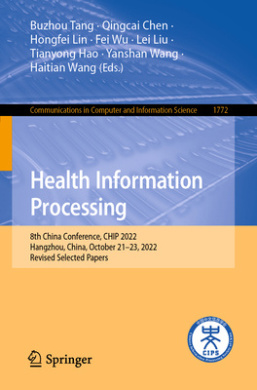 Buzhou Tang · Qingcai Chen ·
Hongfei Lin · Fei Wu · Lei Liu ·
Tianyong Hao · Yanshan Wang ·
Haitian Wang (Eds.)
Communications in Computer and Information Science 1772
Health Information
Processing
8th China Conference, CHIP 2022
Hangzhou, China, October 21–23, 2022
Revised Selected Papers
Springer
CIPS